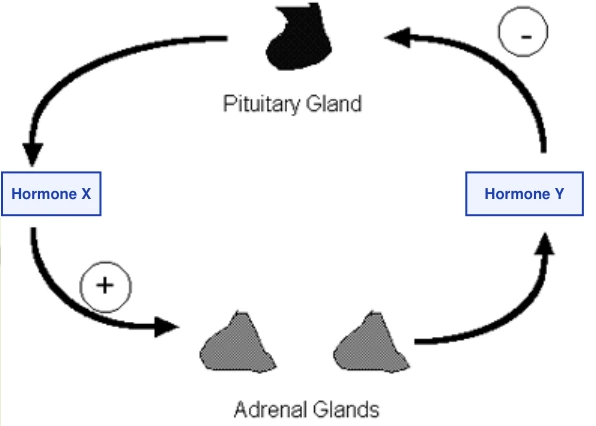 -
Pituitary Gland
Hormone X
Hormone Y
+
Adrenal Glands